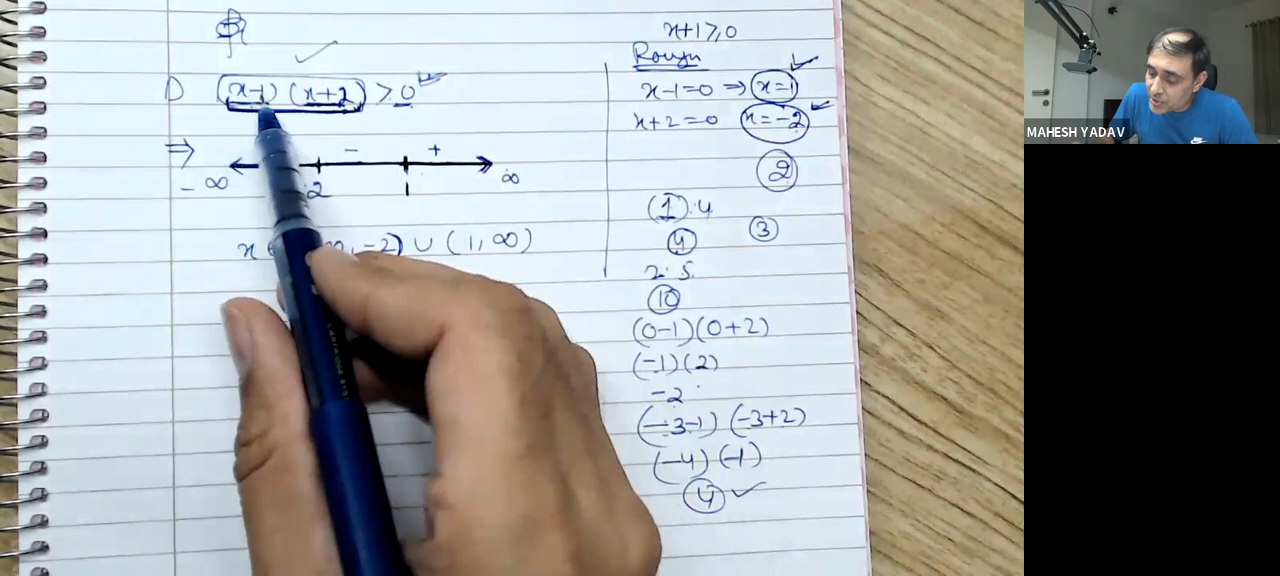 1) (x-1) (x+2) > 0
⇒
- +
-∞ -2 1 ∞
x ∈ (-∞, -2) ∪ (1, ∞)
x+1>,0
Rough
x-1=0 ⇒ x=1
x+2=0 x=-2
2
(1).4
4 3
2.5
10
(0-1)(0+2)
(-1)(2)
-2
(-3-1) (-3+2)
(-4)(-1)
4 ✓
MAHESH YADAV